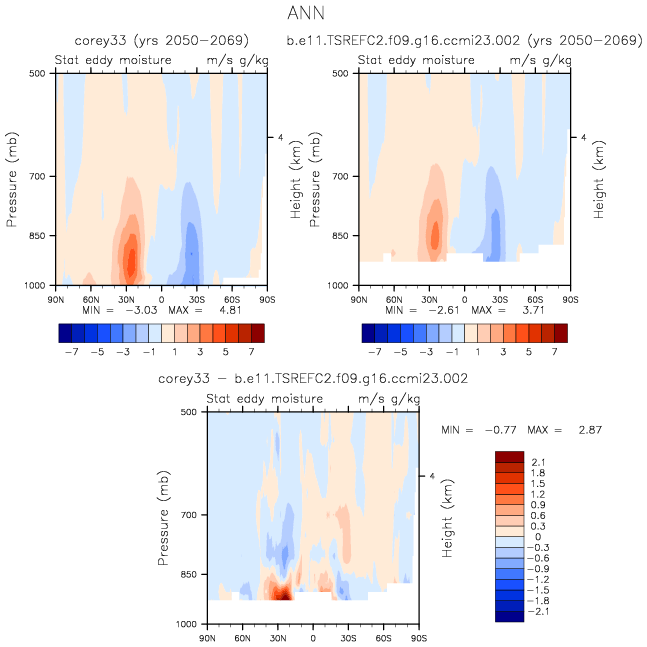 ANN
corey33 (yrs 2050-2069)
b.e11.TSREFC2.f09.g16.ccmi23.002 (yrs 2050-2069)
Stat eddy moisture m/s g/kg
Stat eddy moisture m/s g/kg
500
700
850
1000
Pressure (mb)
4
Height (km)
90N 60N 30N 0 30S 60S 90S
MIN = -3.03 MAX = 4.81
-7 -5 -3 -1 1 3 5 7
500
700
850
1000
Pressure (mb)
4
Height (km)
90N 60N 30N 0 30S 60S 90S
MIN = -2.61 MAX = 3.71
-7 -5 -3 -1 1 3 5 7
corey33 - b.e11.TSREFC2.f09.g16.ccmi23.002
Stat eddy moisture m/s g/kg
500
700
850
1000
Pressure (mb)
4
Height (km)
90N 60N 30N 0 30S 60S 90S
MIN = -0.77 MAX = 2.87
2.1
1.8
1.5
1.2
0.9
0.6
0.3
0
-0.3
-0.6
-0.9
-1.2
-1.5
-1.8
-2.1